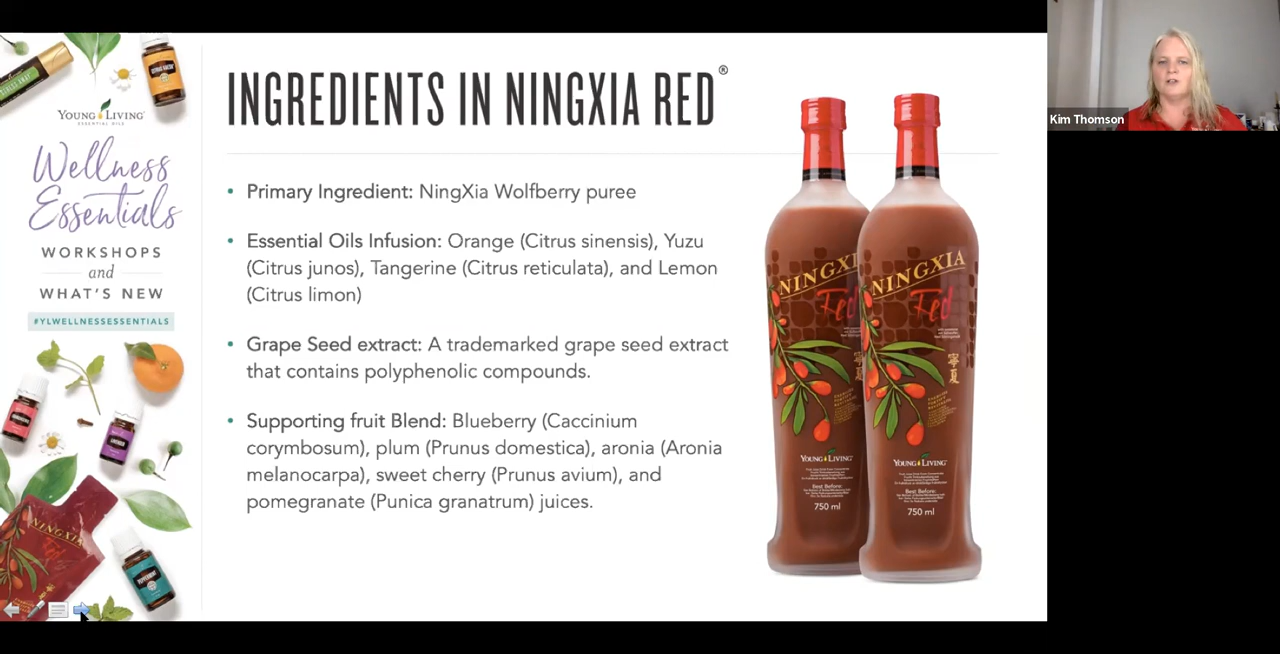 INGREDIENTS IN NINGXIA RED®
YOUNG LIVING
ESSENTIAL OILS
Wellness
Essentials
WORKSHOPS
and
WHAT'S NEW
#YLWELLNESSESSENTIALS
• Primary Ingredient: NingXia Wolfberry puree
• Essential Oils Infusion: Orange (Citrus sinensis), Yuzu
(Citrus junos), Tangerine (Citrus reticulata), and Lemon
(Citrus limon)
• Grape Seed extract: A trademarked grape seed extract
that contains polyphenolic compounds.
• Supporting fruit Blend: Blueberry (Caccinium
corymbosum), plum (Prunus domestica), aronia (Aronia
melanocarpa), sweet cherry (Prunus avium), and
pomegranate (Punica granatrum) juices.
NINGXI
Red
YOUNG LIVING
Best Before:
750 ml
NINGXIA
Red
YOUNG LIVING
Best Before:
750 ml
NINGXIA
Red
PEPPERMINT
Kim Thomson